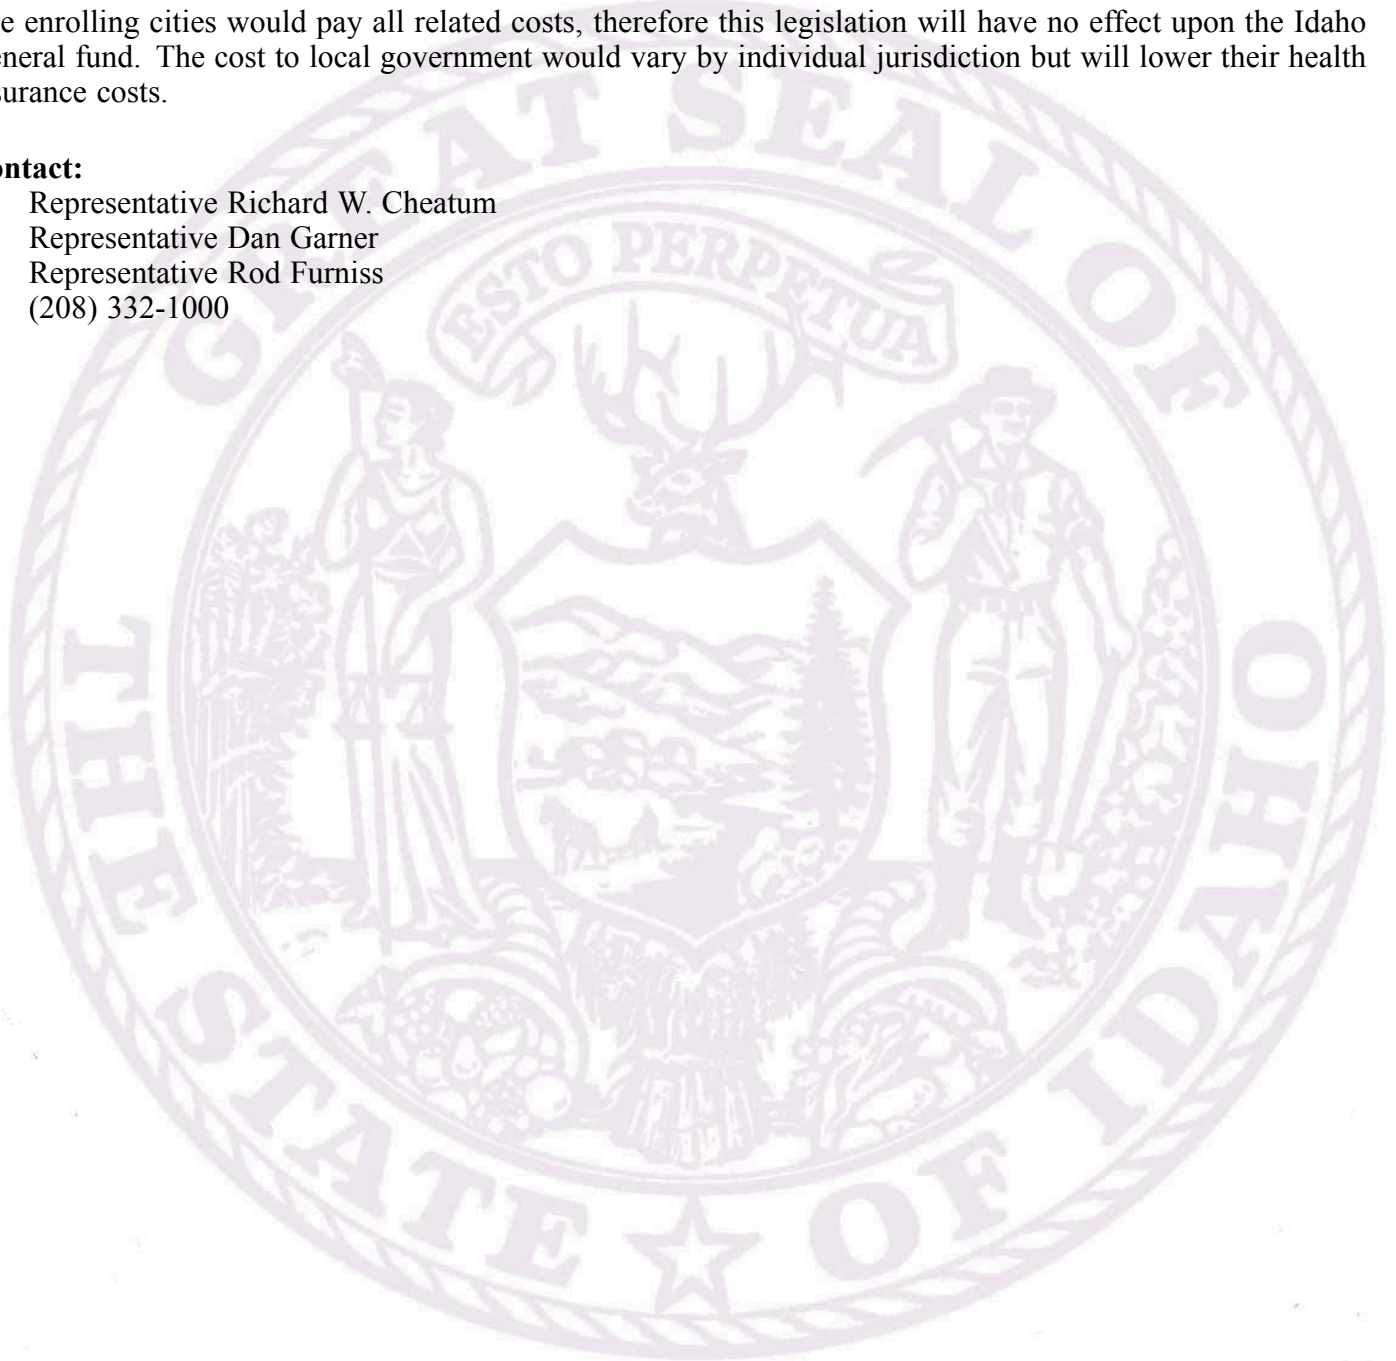 e enrolling cities would pay all related costs, therefore this legislation will have no effect upon the Idaho
eneral fund. The cost to local government would vary by individual jurisdiction but will lower their health
surance costs.
ontact:
Representative Richard W. Cheatum
Representative Dan Garner
Representative Rod Furniss
(208) 332-1000
GREAT SEAL OF
THE STATE OF IDAHO
ESTO PERPETUA